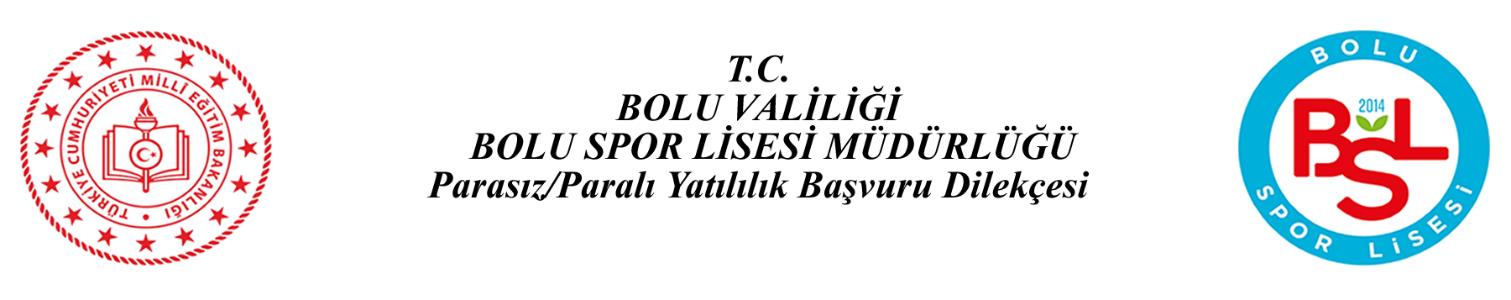 TÜRKİYE CUMHURİYETİ MİLLÎ EĞİTİM BAKANLIĞI
T.C.
BOLU VALİLİĞİ
BOLU SPOR LİSESİ MÜDÜRLÜĞÜ
Parasız/Paralı Yatılılık Başvuru Dilekçesi
BOLU
2014
BSL
SPOR LİSESİ